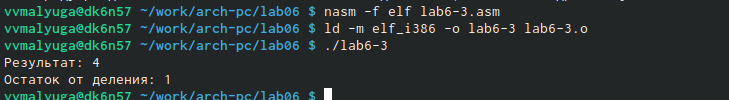 vvmalyuga@dk6n57 ~/work/arch-pc/lab06 $ nasm -f elf lab6-3.asm
vvmalyuga@dk6n57 ~/work/arch-pc/lab06 $ ld -m elf_i386 -o lab6-3 lab6-3.o
vvmalyuga@dk6n57 ~/work/arch-pc/lab06 $ ./lab6-3
Результат: 4
Остаток от деления: 1
vvmalyuga@dk6n57 ~/work/arch-pc/lab06 $